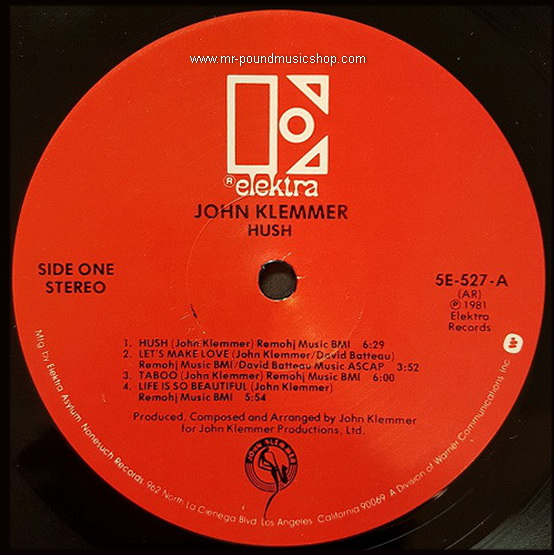 www.mr-poundmusicshop.com
® elektra
JOHN KLEMMER
HUSH
SIDE ONE
STEREO
5E-527-A
(AR)
℗ 1981
Elektra
Records
1. HUSH (John Klemmer) Remohj Music BMI 6:29
2. LET'S MAKE LOVE (John Klemmer/David Batteau)
Remohj Music BMI/David Batteau Music ASCAP 3:52
3. TABOO (John Klemmer) Remohj Music BMI 6:00
4. LIFE IS SO BEAUTIFUL (John Klemmer)
Remohj Music BMI 5:54
Produced, Composed and Arranged by John Klemmer
for John Klemmer Productions, Ltd.
JOHN KLEMMER
Mfg. by Elektra Asylum Nonesuch Records 962 North La Cienega Blvd. Los Angeles California 90069 A Division of Warner Communications Inc